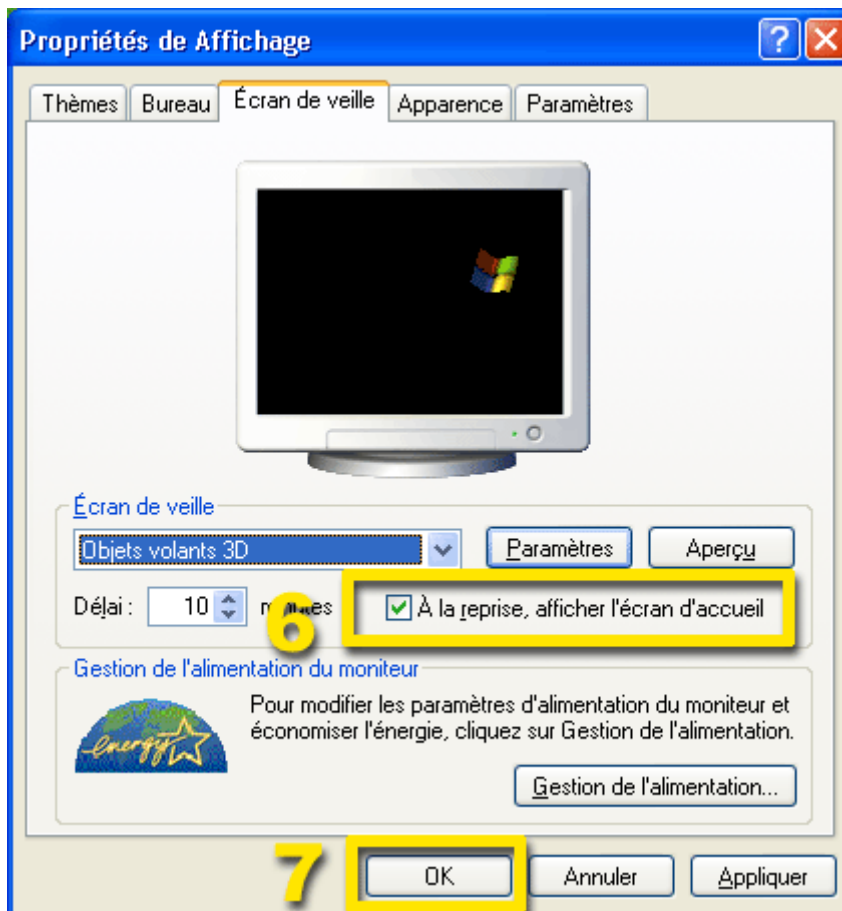 Propriétés de Affichage
Thèmes Bureau Écran de veille Apparence Paramètres
Écran de veille
Objets volants 3D Paramètres Aperçu
Délai : 10 minutes À la reprise, afficher l'écran d'accueil
6
Gestion de l'alimentation du moniteur
Pour modifier les paramètres d'alimentation du moniteur et
économiser l'énergie, cliquez sur Gestion de l'alimentation.
energy
Gestion de l'alimentation...
7 OK Annuler Appliquer